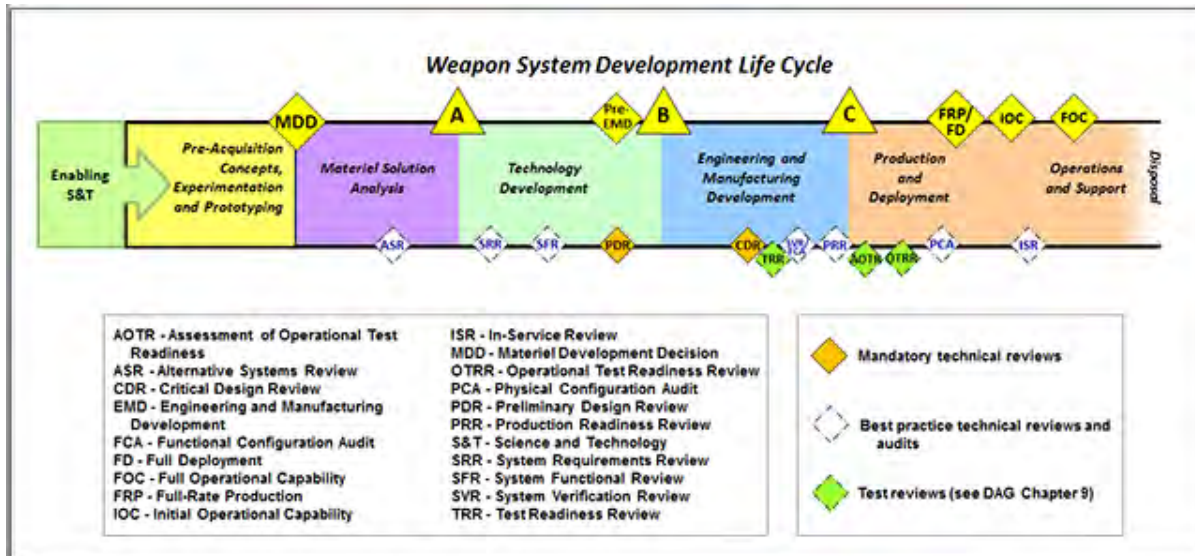 Weapon System Development Life Cycle
MDD
A
Pre-
EMD
B
C
FRP/
FD
IOC
FOC
Enabling
S&T
Pre-Acquisition
Concepts,
Experimentation
and Prototyping
Materiel Solution
Analysis
Technology
Development
Engineering and
Manufacturing
Development
Production
and
Deployment
Operations
and Support
Disposal
ASR
SRR
SFR
PDR
CDR
TRR
SVR/
FCA
PRR
AOTR
OTRR
PCA
ISR
AOTR - Assessment of Operational Test
Readiness
ASR - Alternative Systems Review
CDR - Critical Design Review
EMD - Engineering and Manufacturing
Development
FCA - Functional Configuration Audit
FD - Full Deployment
FOC - Full Operational Capability
FRP - Full-Rate Production
IOC - Initial Operational Capability
ISR - In-Service Review
MDD - Materiel Development Decision
OTRR - Operational Test Readiness Review
PCA - Physical Configuration Audit
PDR - Preliminary Design Review
PRR - Production Readiness Review
S&T - Science and Technology
SRR - System Requirements Review
SFR - System Functional Review
SVR - System Verification Review
TRR - Test Readiness Review
Mandatory technical reviews
Best practice technical reviews and
audits
Test reviews (see DAG Chapter 9)